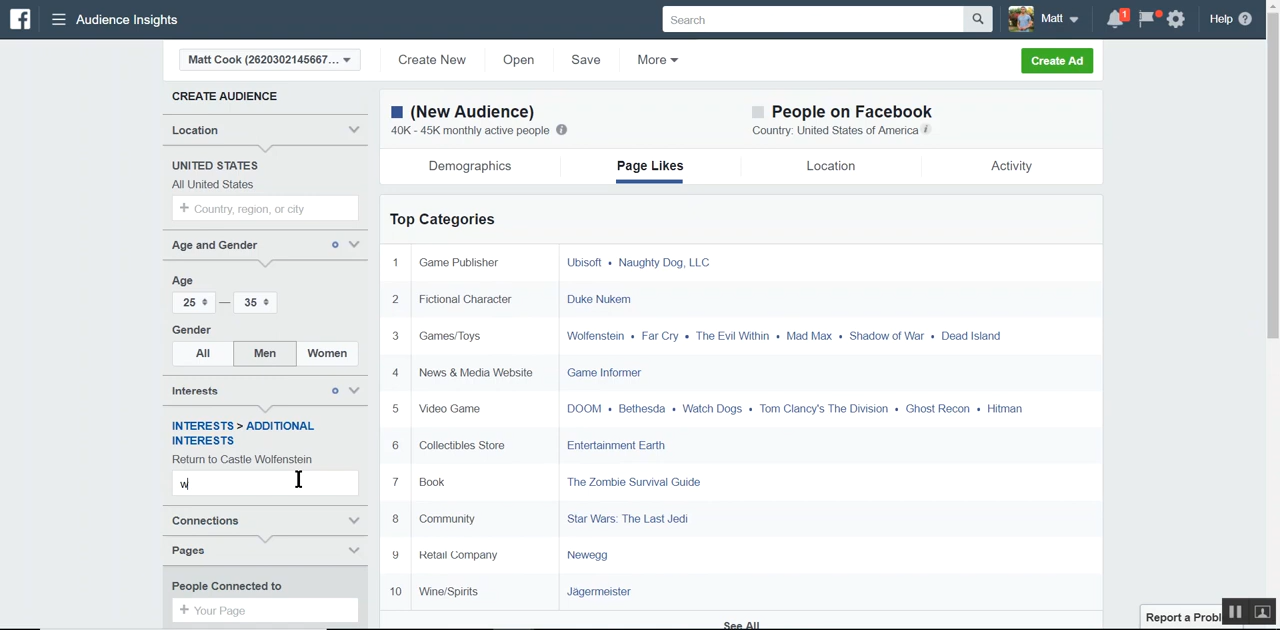 Audience Insights
Search
Matt
1
Help ?
Matt Cook (2620302145667...
Create New
Open
Save
More
Create Ad
CREATE AUDIENCE
Location
UNITED STATES
All United States
+ Country, region, or city
Age and Gender
Age
25 — 35
Gender
All
Men
Women
Interests
INTERESTS > ADDITIONAL
INTERESTS
Return to Castle Wolfenstein
w
Connections
Pages
People Connected to
+ Your Page
(New Audience)
40K - 45K monthly active people
People on Facebook
Country: United States of America
Demographics
Page Likes
Location
Activity
Top Categories
1 Game Publisher Ubisoft • Naughty Dog, LLC
2 Fictional Character Duke Nukem
3 Games/Toys Wolfenstein • Far Cry • The Evil Within • Mad Max • Shadow of War • Dead Island
4 News & Media Website Game Informer
5 Video Game DOOM • Bethesda • Watch Dogs • Tom Clancy's The Division • Ghost Recon • Hitman
6 Collectibles Store Entertainment Earth
7 Book The Zombie Survival Guide
8 Community Star Wars: The Last Jedi
9 Retail Company Newegg
10 Wine/Spirits Jagermeister
See All
Report a Probl